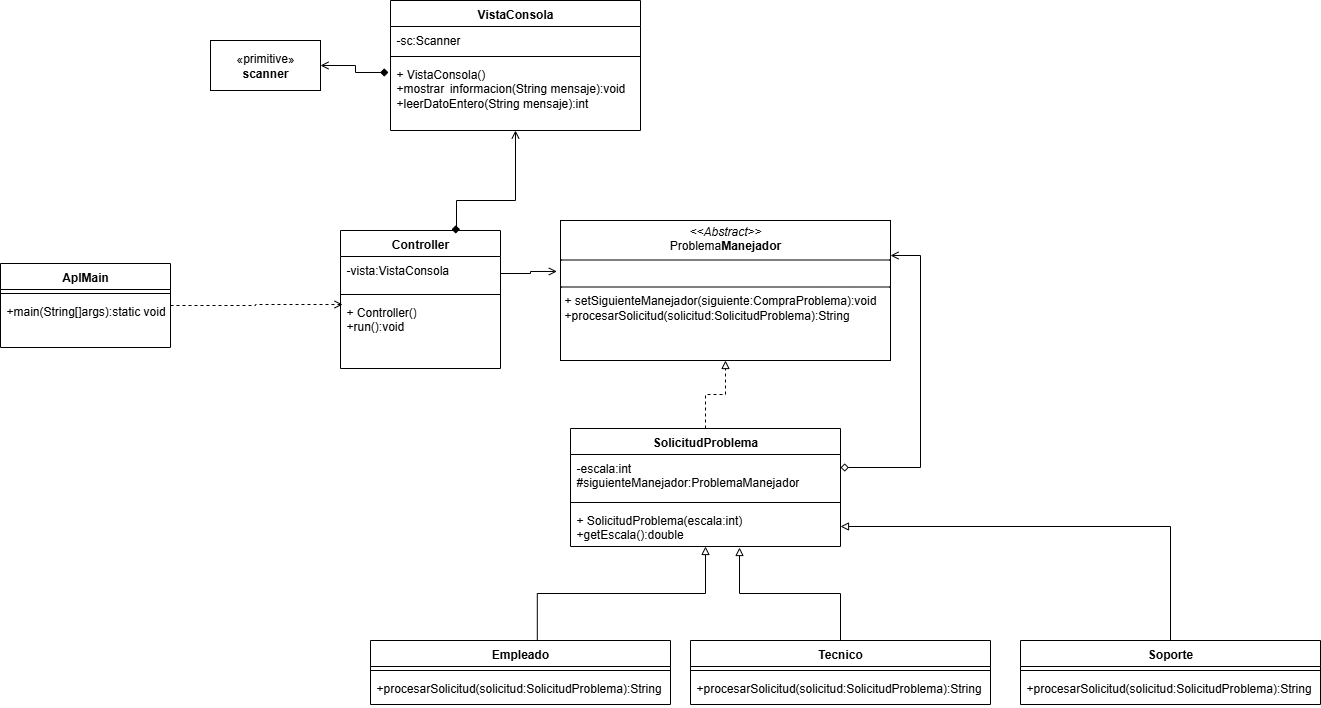 VistaConsola
-sc:Scanner
+ VistaConsola()
+mostrar informacion(String mensaje):void
+leerDatoEntero(String mensaje):int
«primitive»
scanner
Controller
-vista:VistaConsola
+ Controller()
+run():void
<<Abstract>>
ProblemaManejador
+ setSiguienteManejador(siguiente:CompraProblema):void
+procesarSolicitud(solicitud:SolicitudProblema):String
AplMain
+main(String[]args):static void
SolicitudProblema
-escala:int
#siguienteManejador:ProblemaManejador
+ SolicitudProblema(escala:int)
+getEscala():double
Empleado
+procesarSolicitud(solicitud:SolicitudProblema):String
Tecnico
+procesarSolicitud(solicitud:SolicitudProblema):String
Soporte
+procesarSolicitud(solicitud:SolicitudProblema):String